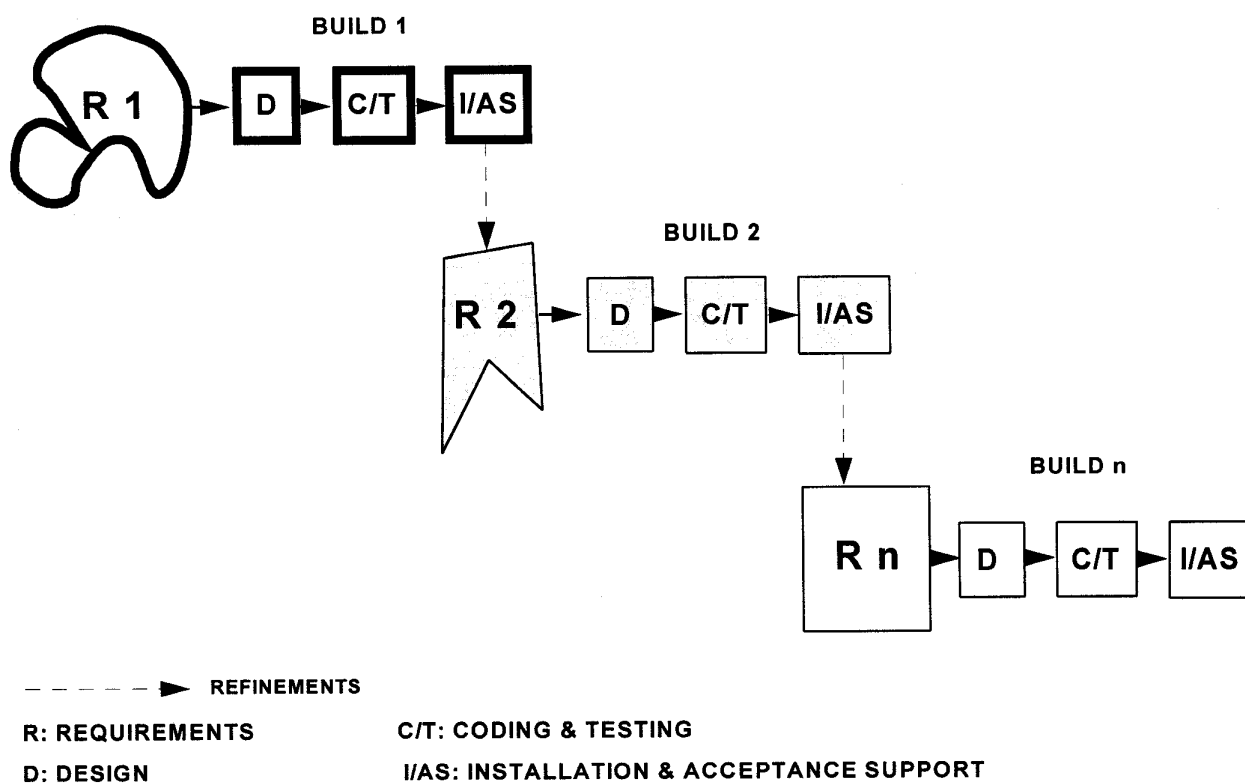 BUILD 1
R 1
D
C/T
I/AS
BUILD 2
R 2
D
C/T
I/AS
BUILD n
R n
D
C/T
I/AS
REFINEMENTS
R: REQUIREMENTS C/T: CODING & TESTING
D: DESIGN I/AS: INSTALLATION & ACCEPTANCE SUPPORT